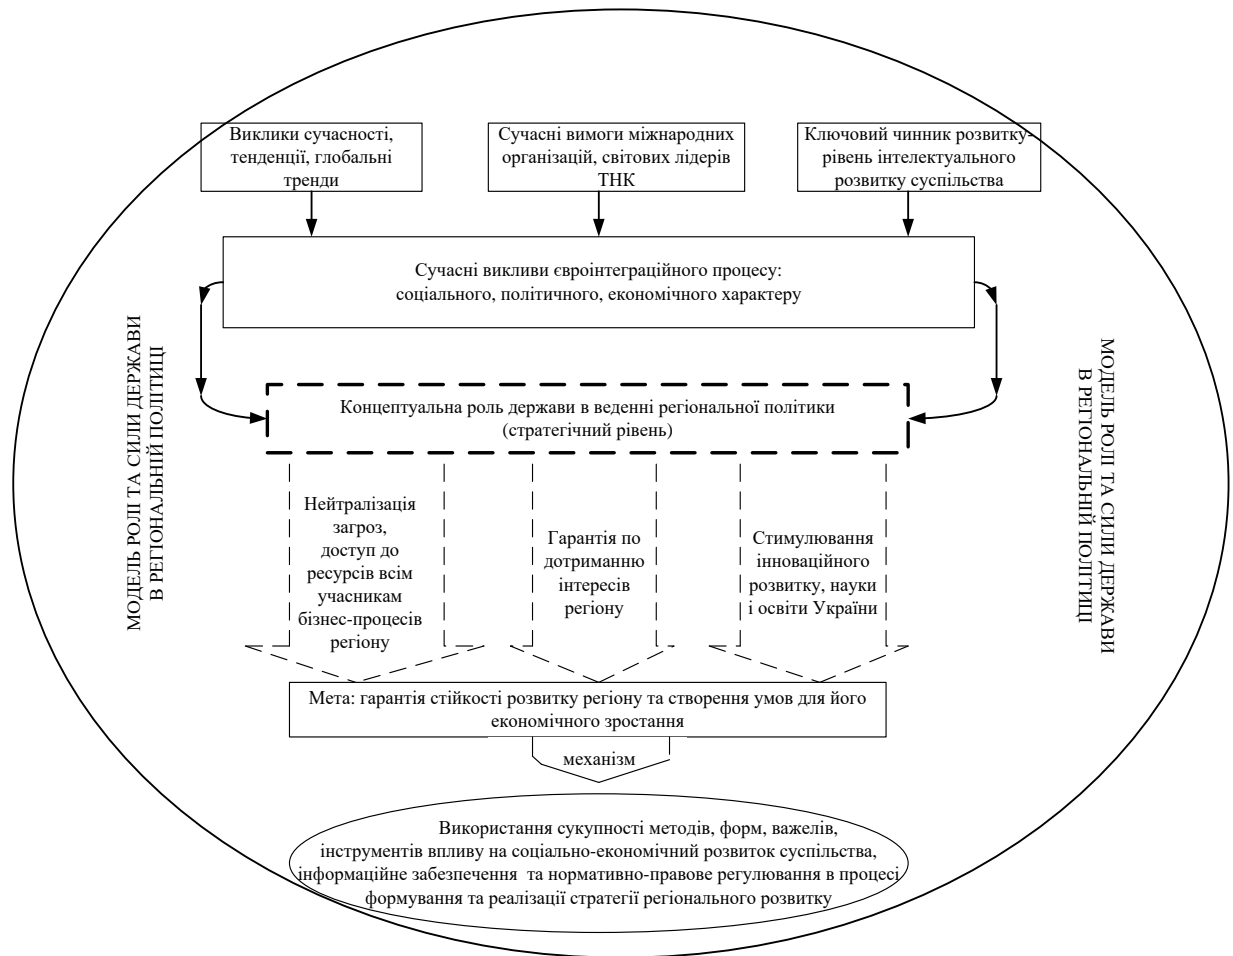 Виклики сучасності,
тенденції, глобальні
тренди
Сучасні вимоги міжнародних
організацій, світових лідерів
ТНК
Ключовий чинник розвитку-
рівень інтелектуального
розвитку суспільства
Сучасні викливи євроінтеграційного процесу:
соціального, політичного, економічного характеру
МОДЕЛЬ РОЛІ ТА СИЛИ ДЕРЖАВИ
В РЕГІОНАЛЬНІЙ ПОЛІТИЦІ
МОДЕЛЬ РОЛІ ТА СИЛИ ДЕРЖАВИ
В РЕГІОНАЛЬНІЙ ПОЛІТИЦІ
Концептуальна роль держави в веденні регіональної політики
(стратегічний рівень)
Нейтралізація
загроз,
доступ до
ресурсів всім
учасникам
бізнес-процесів
регіону
Гарантія по
дотриманню
інтересів
регіону
Стимулювання
інноваційного
розвитку, науки
і освіти України
Мета: гарантія стійкості розвитку регіону та створення умов для його
економічного зростання
механізм
Використання сукупності методів, форм, важелів,
інструментів впливу на соціально-економічний розвиток суспільства,
інформаційне забезпечення та нормативно-правове регулювання в процесі
формування та реалізації стратегії регіонального розвитку